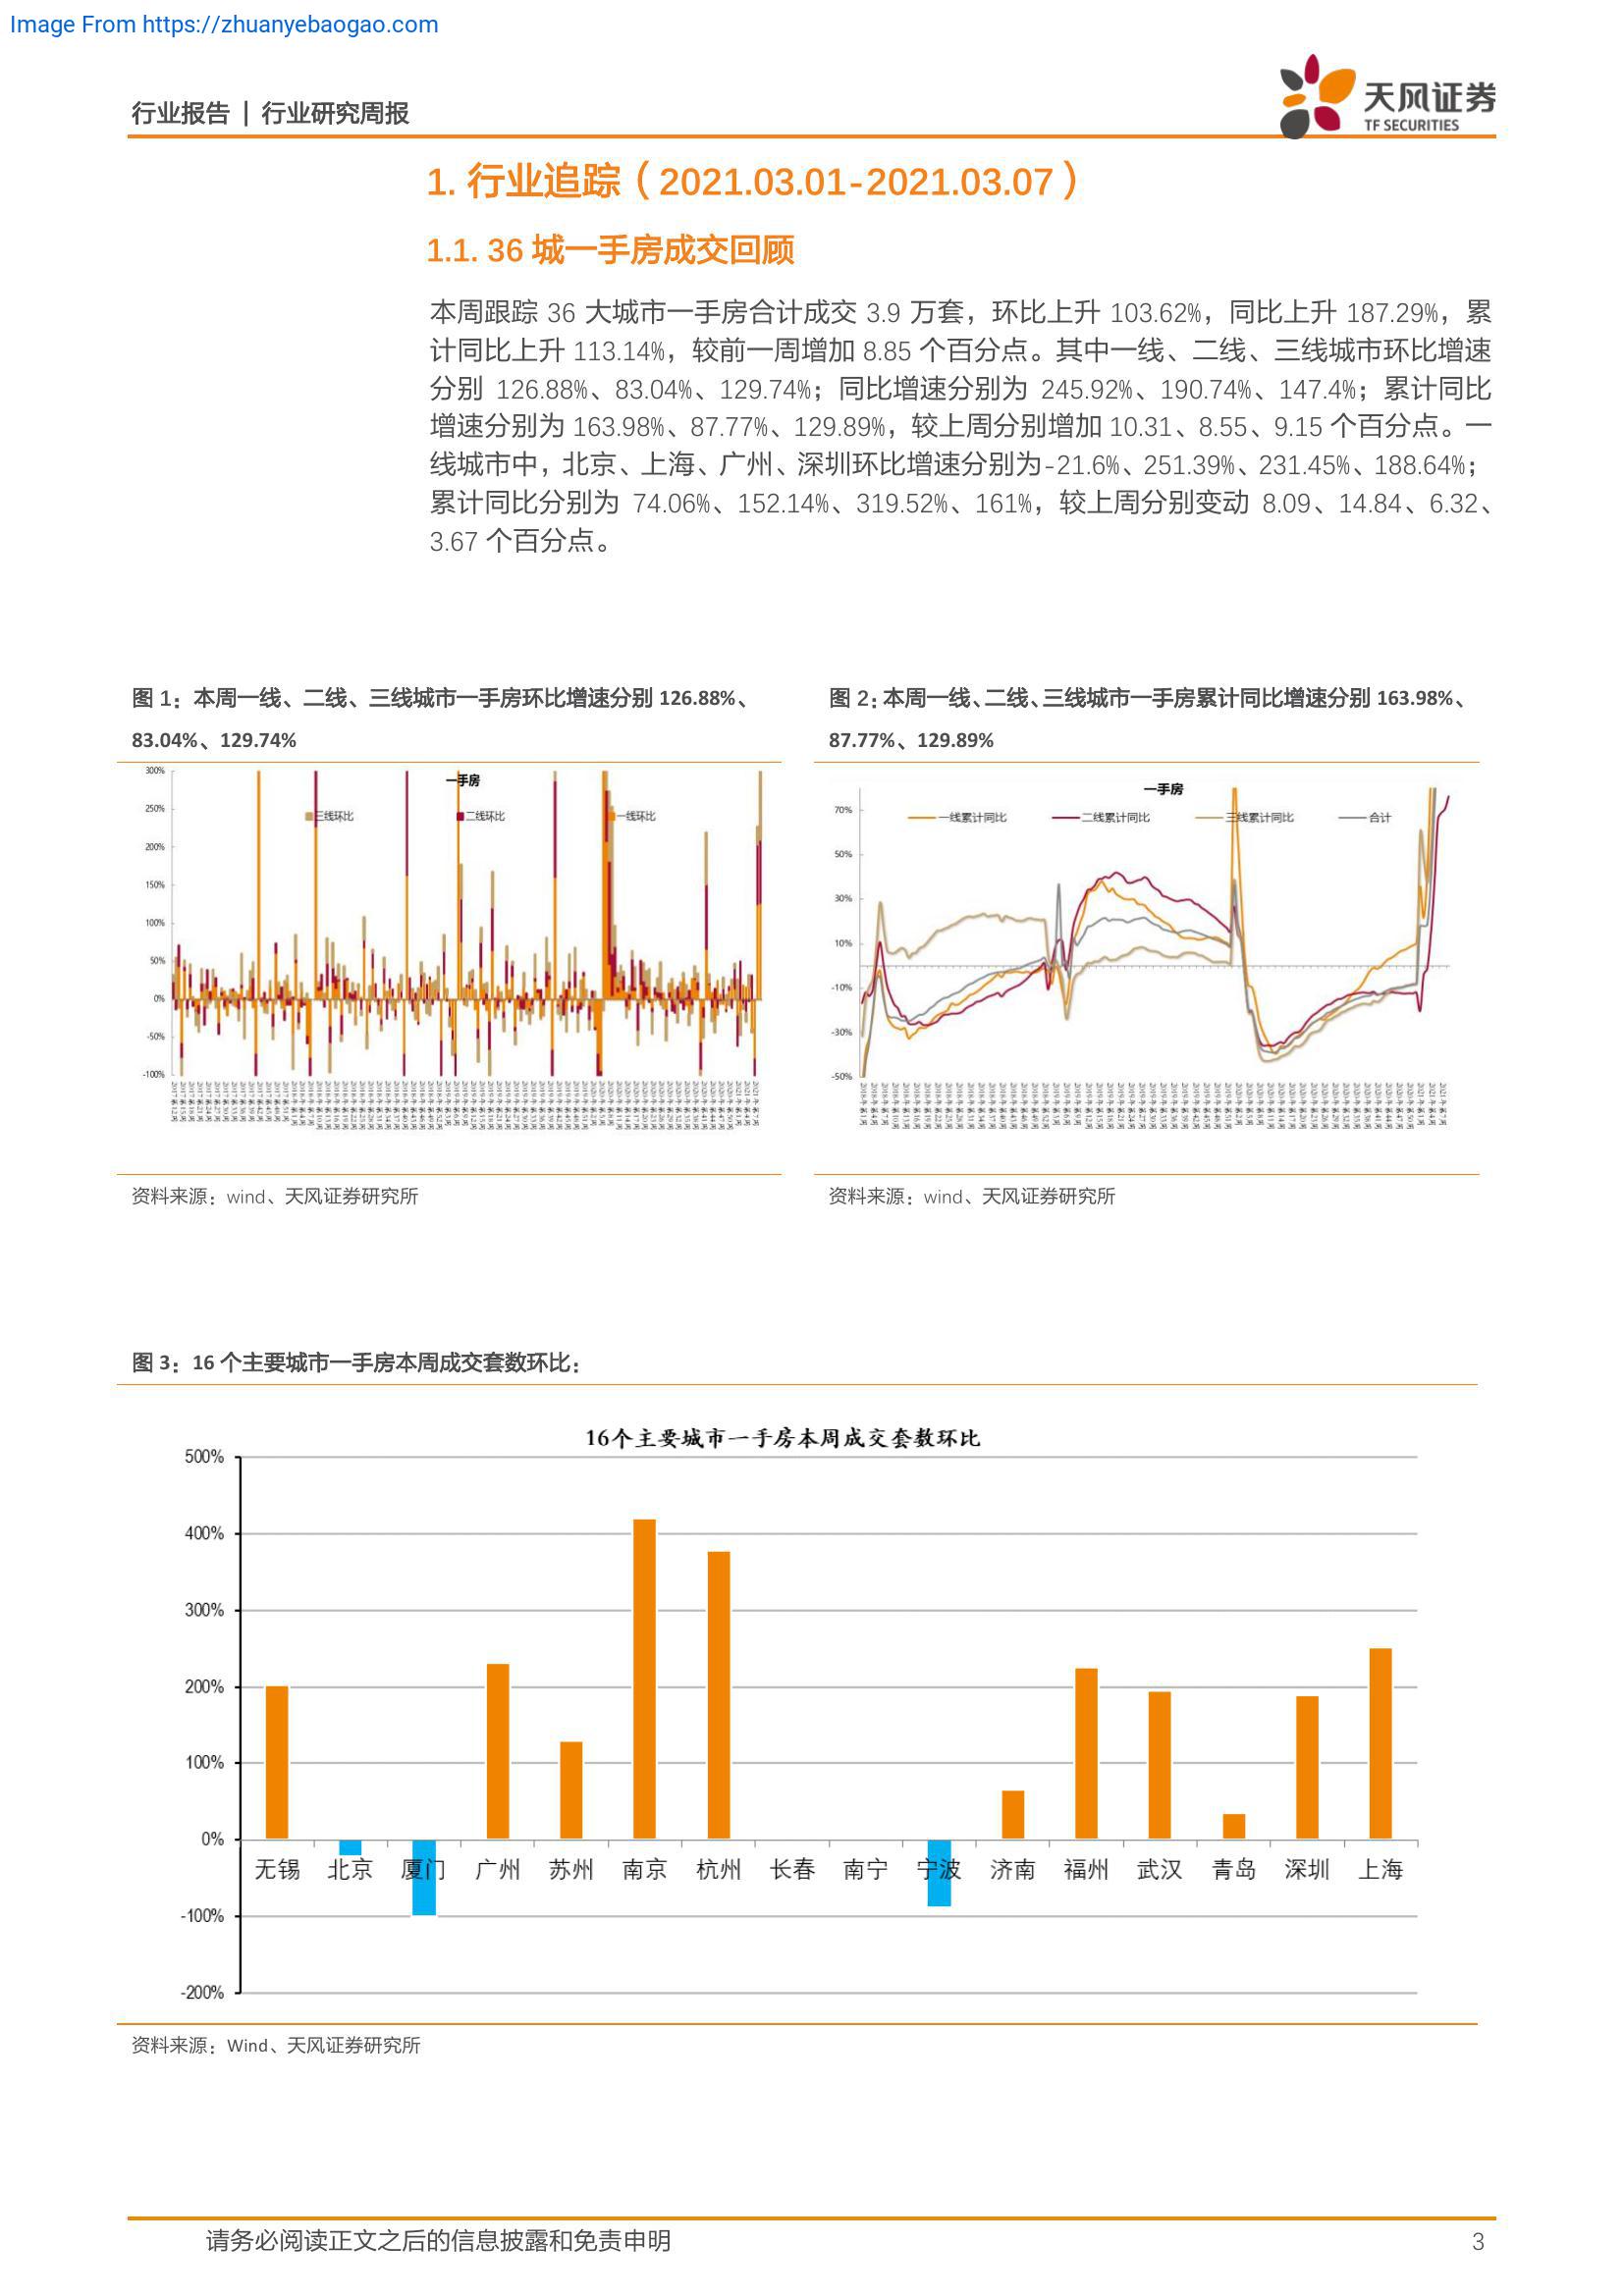 Image From https://zhuanyebaogao.com
行业报告 | 行业研究周报
天风证券
TF SECURITIES
1. 行业追踪（2021.03.01-2021.03.07）
1.1. 36 城一手房成交回顾
本周跟踪 36 大城市一手房合计成交 3.9 万套，环比上升 103.62%，同比上升 187.29%，累
计同比上升 113.14%，较前一周增加 8.85 个百分点。其中一线、二线、三线城市环比增速
分别 126.88%、83.04%、129.74%；同比增速分别为 245.92%、190.74%、147.4%；累计同比
增速分别为 163.98%、87.77%、129.89%，较上周分别增加 10.31、8.55、9.15 个百分点。一
线城市中，北京、上海、广州、深圳环比增速分别为-21.6%、251.39%、231.45%、188.64%；
累计同比分别为 74.06%、152.14%、319.52%、161%，较上周分别变动 8.09、14.84、6.32、
3.67 个百分点。
图 1：本周一线、二线、三线城市一手房环比增速分别 126.88%、
83.04%、129.74%
一手房
三线环比 二线环比 一线环比
300%
250%
200%
150%
100%
50%
0%
-50%
-100%
资料来源：wind、天风证券研究所
图 2：本周一线、二线、三线城市一手房累计同比增速分别 163.98%、
87.77%、129.89%
一手房
一线累计同比 二线累计同比 三线累计同比 合计
70%
50%
30%
10%
-10%
-30%
-50%
资料来源：wind、天风证券研究所
图 3：16 个主要城市一手房本周成交套数环比：
16个主要城市一手房本周成交套数环比
500%
400%
300%
200%
100%
0%
无锡 北京 厦门 广州 苏州 南京 杭州 长春 南宁 宁波 济南 福州 武汉 青岛 深圳 上海
-100%
-200%
资料来源：Wind、天风证券研究所
请务必阅读正文之后的信息披露和免责申明
3